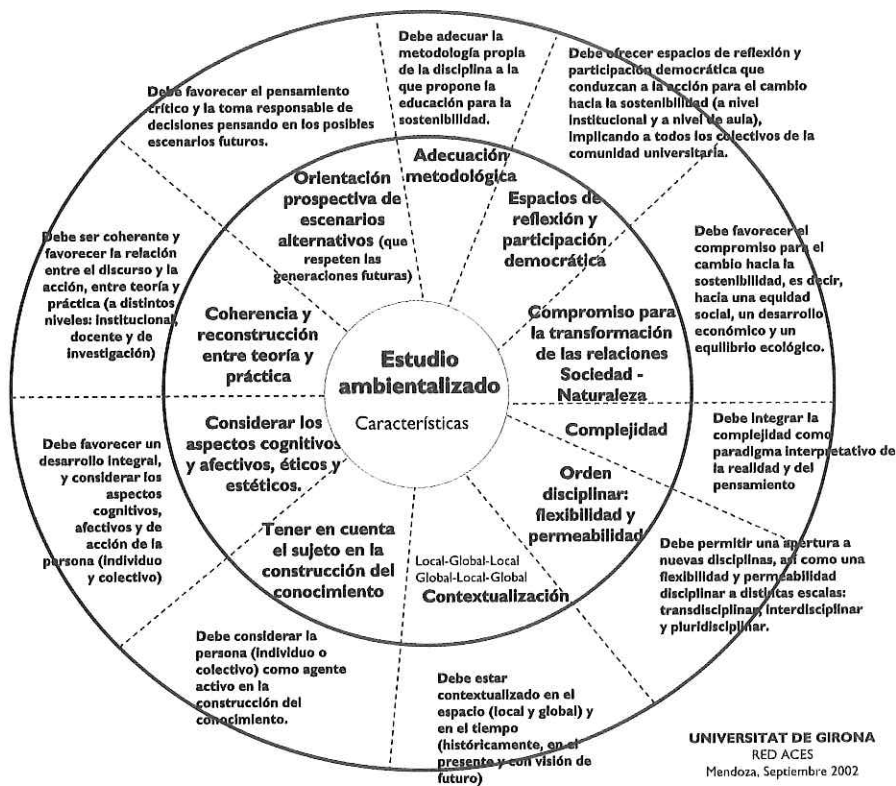 Debe adecuar la
metodología propia
de la disciplina a la
que propone la
educación para la
sostenibilidad.
Debe ofrecer espacios de reflexión y
participación democrática que
conduzcan a la acción para el cambio
hacia la sostenibilidad (a nivel
institucional y a nivel de aula),
implicando a todos los colectivos de la
comunidad universitaria.
Debe favorecer el
compromiso para el
cambio hacia la
sostenibilidad, es decir,
hacia una equidad
social, un desarrollo
económico y un
equilibrio ecológico.
Debe integrar la
complejidad como
paradigma interpretativo de
la realidad y del
pensamiento
Debe permitir una apertura a
nuevas disciplinas, así como una
flexibilidad y permeabilidad
disciplinar a distintas escalas:
transdisciplinar, interdisciplinar
y pluridisciplinar.
Debe estar
contextualizado en el
espacio (local y global) y
en el tiempo
(históricamente, en el
presente y con visión de
futuro)
Debe considerar la
persona (individuo o
colectivo) como agente
activo en la
construcción del
conocimiento.
Debe favorecer un
desarrollo integral,
y considerar los
aspectos
cognitivos,
afectivos y de
acción de la
persona (individuo
y colectivo)
Debe ser coherente y
favorecer la relación
entre el discurso y la
acción, entre teoría y
práctica (a distintos
niveles: institucional,
docente y de
investigación)
Debe favorecer el pensamiento
crítico y la toma responsable de
decisiones pensando en los posibles
escenarios futuros.
Adecuación
metodológica
Espacios de
reflexión y
participación
democrática
Compromiso para
la transformación
de las relaciones
Sociedad -
Naturaleza
Complejidad
Orden
disciplinar:
flexibilidad y
permeabilidad
Local-Global-Local
Global-Local-Global
Contextualización
Tener en cuenta
el sujeto en la
construcción del
conocimiento
Considerar los
aspectos cognitivos
y afectivos, éticos y
estéticos.
Coherencia y
reconstrucción
entre teoría y
práctica
Orientación
prospectiva de
escenarios
alternativos (que
respeten las
generaciones futuras)
Estudio
ambientalizado
Características
UNIVERSITAT DE GIRONA
RED ACES
Mendoza, Septiembre 2002